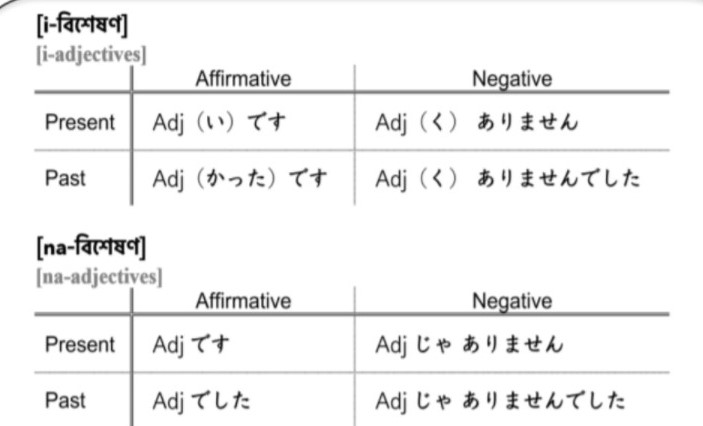 [i-বিশেষণ]
[i-adjectives]
Affirmative Negative
Present Adj（い）です Adj（く） ありません
Past Adj（かった）です Adj（く） ありませんでした
[na-বিশেষণ]
[na-adjectives]
Affirmative Negative
Present Adj です Adj じゃ ありません
Past Adj でした Adj じゃ ありませんでした